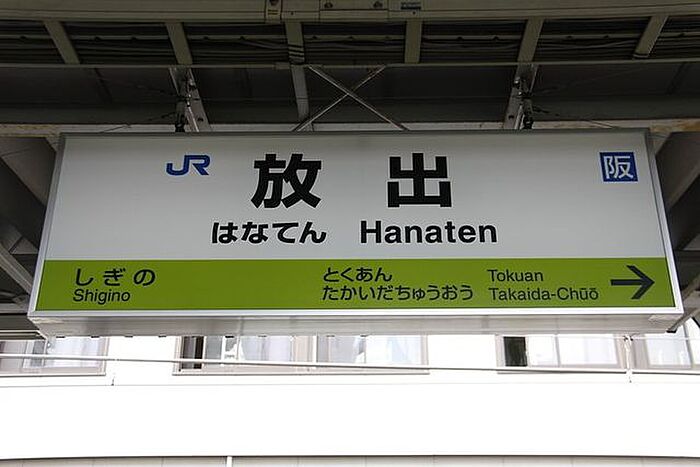 JR 放出 阪
はなてん Hanaten
しぎの とくあん Tokuan
Shigino たかいだちゅうおう Takaida-Chūō